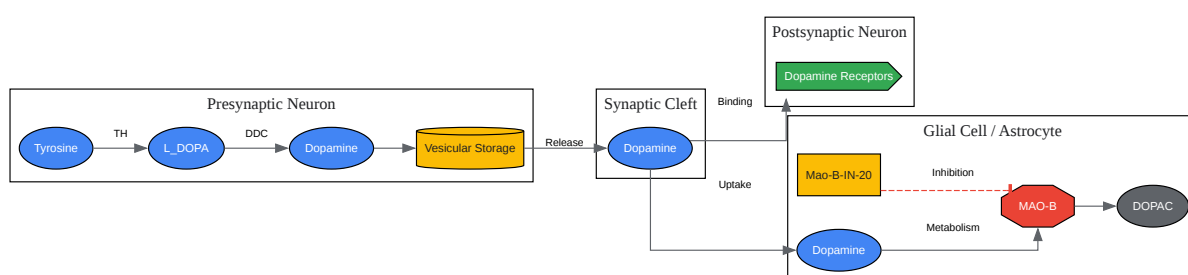 Postsynaptic Neuron
Dopamine Receptors
Presynaptic Neuron
Synaptic Cleft
Binding
Glial Cell / Astrocyte
TH
DDC
Release
Tyrosine
L_DOPA
Dopamine
Vesicular Storage
Dopamine
Mao-B-IN-20
Inhibition
Uptake
MAO-B
DOPAC
Metabolism
Dopamine